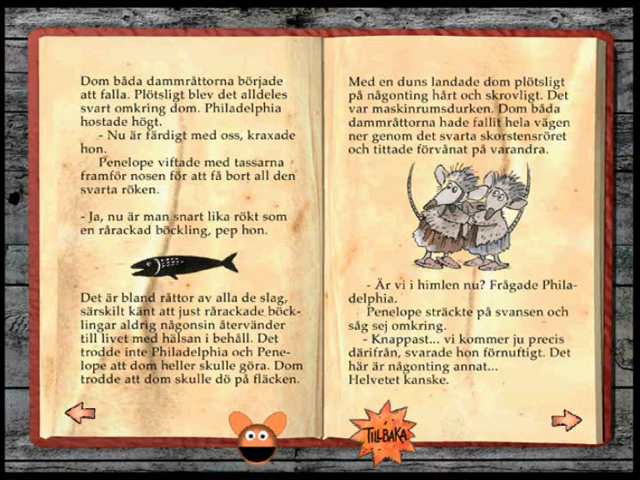 Dom båda dammråttorna började
att falla. Plötsligt blev det alldeles
svart omkring dom. Philadelphia
hostade högt.
- Nu är färdigt med oss, kraxade
hon.
Penelope viftade med tassarna
framför nosen för att få bort all den
svarta röken.
- Ja, nu är man snart lika rökt som
en rårackad böckling, pep hon.
Det är bland råttor av alla de slag,
särskilt känt att just rårackade böck-
lingar aldrig någonsin återvänder
till livet med hälsan i behåll. Det
trodde inte Philadelphia och Pene-
lope att dom heller skulle göra. Dom
trodde att dom skulle dö på fläcken.
Med en duns landade dom plötsligt
på någonting hårt och skrovligt. Det
var maskinrumsdurken. Dom båda
dammråttorna hade fallit hela vägen
ner genom det svarta skorstensröret
och tittade förvånat på varandra.
- Är vi i himlen nu? Frågade Phila-
delphia.
Penelope sträckte på svansen och
såg sej omkring.
- Knappast... vi kommer ju precis
därifrån, svarade hon förnuftigt. Det
här är någonting annat...
Helvetet kanske.
TILLBAKA